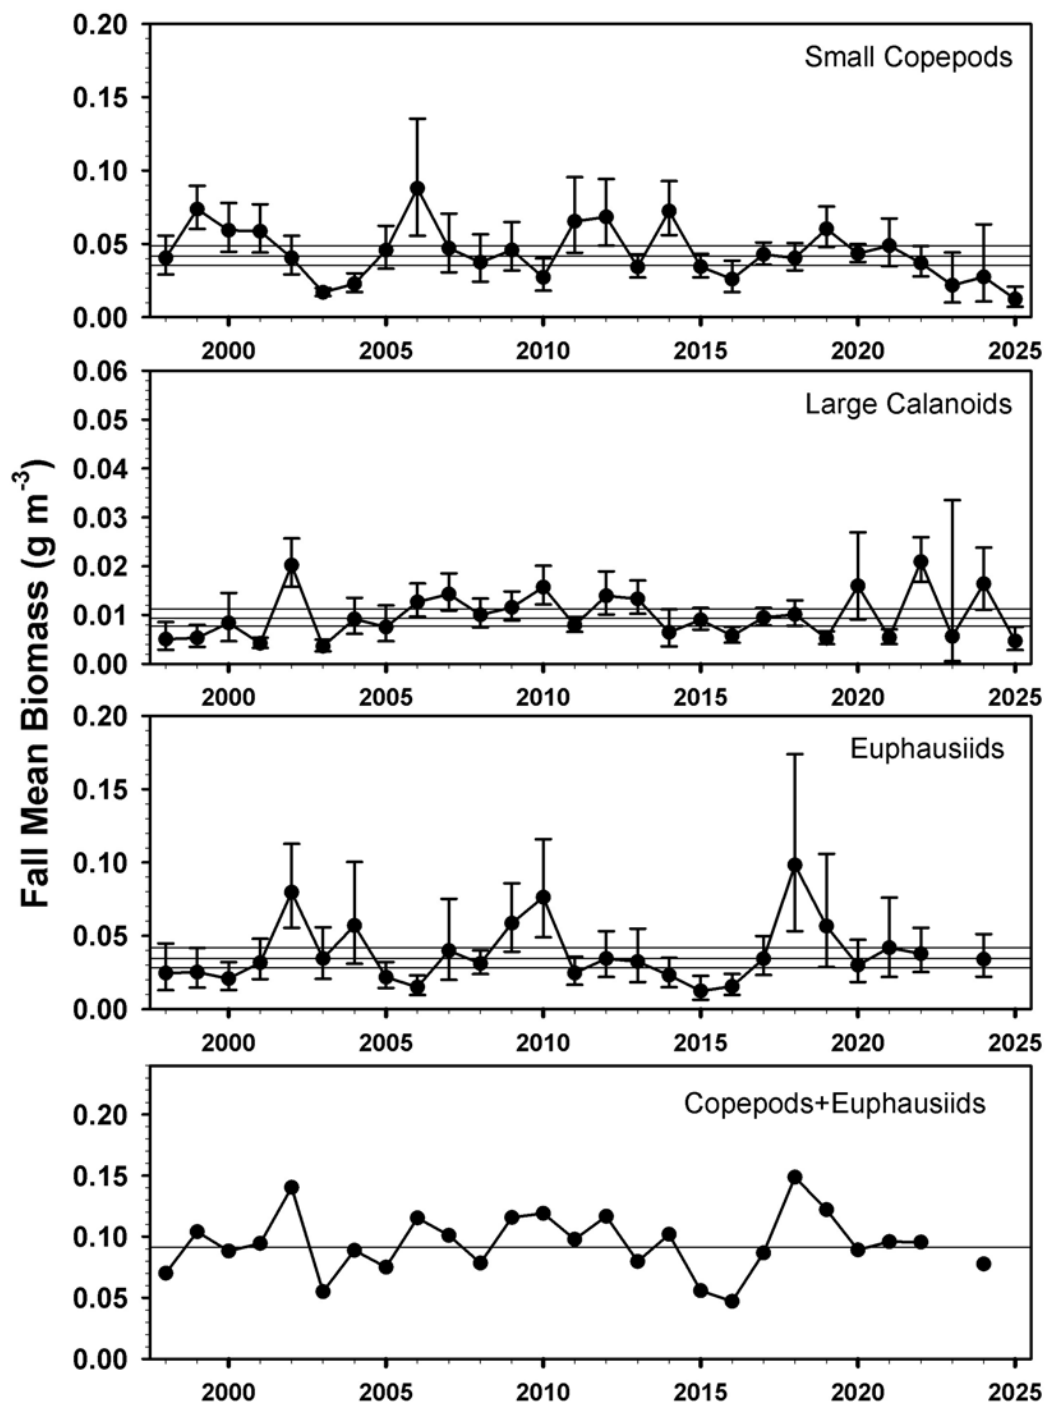 Fall Mean Biomass (g m⁻³)
0.20
Small Copepods
0.15
0.10
0.05
0.00
2000 2005 2010 2015 2020 2025
0.06
Large Calanoids
0.05
0.04
0.03
0.02
0.01
0.00
2000 2005 2010 2015 2020 2025
0.20
Euphausiids
0.15
0.10
0.05
0.00
2000 2005 2010 2015 2020 2025
Copepods+Euphausiids
0.20
0.15
0.10
0.05
0.00
2000 2005 2010 2015 2020 2025